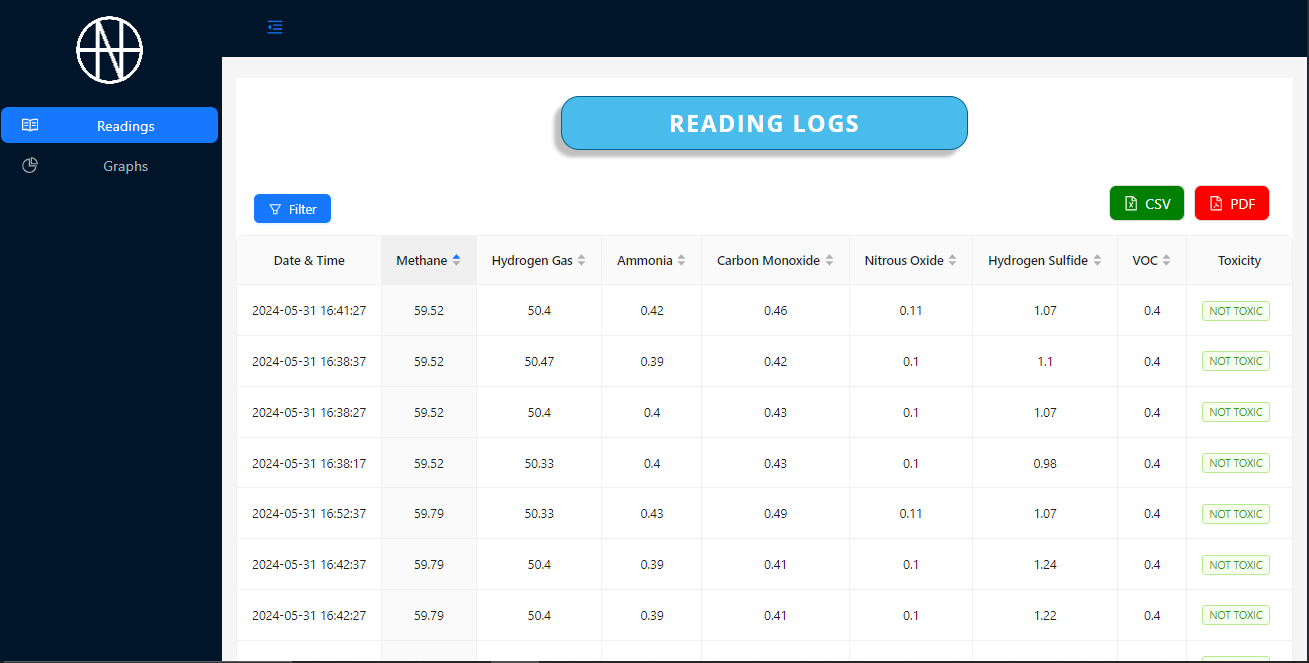 N
Readings
Graphs
READING LOGS
Filter
CSV PDF
Date & Time Methane Hydrogen Gas Ammonia Carbon Monoxide Nitrous Oxide Hydrogen Sulfide VOC Toxicity
2024-05-31 16:41:27 59.52 50.4 0.42 0.46 0.11 1.07 0.4 NOT TOXIC
2024-05-31 16:38:37 59.52 50.47 0.39 0.42 0.1 1.1 0.4 NOT TOXIC
2024-05-31 16:38:27 59.52 50.4 0.4 0.43 0.1 1.07 0.4 NOT TOXIC
2024-05-31 16:38:17 59.52 50.33 0.4 0.43 0.1 0.98 0.4 NOT TOXIC
2024-05-31 16:52:37 59.79 50.33 0.43 0.49 0.11 1.07 0.4 NOT TOXIC
2024-05-31 16:42:37 59.79 50.4 0.39 0.41 0.1 1.24 0.4 NOT TOXIC
2024-05-31 16:42:27 59.79 50.4 0.39 0.41 0.1 1.22 0.4 NOT TOXIC